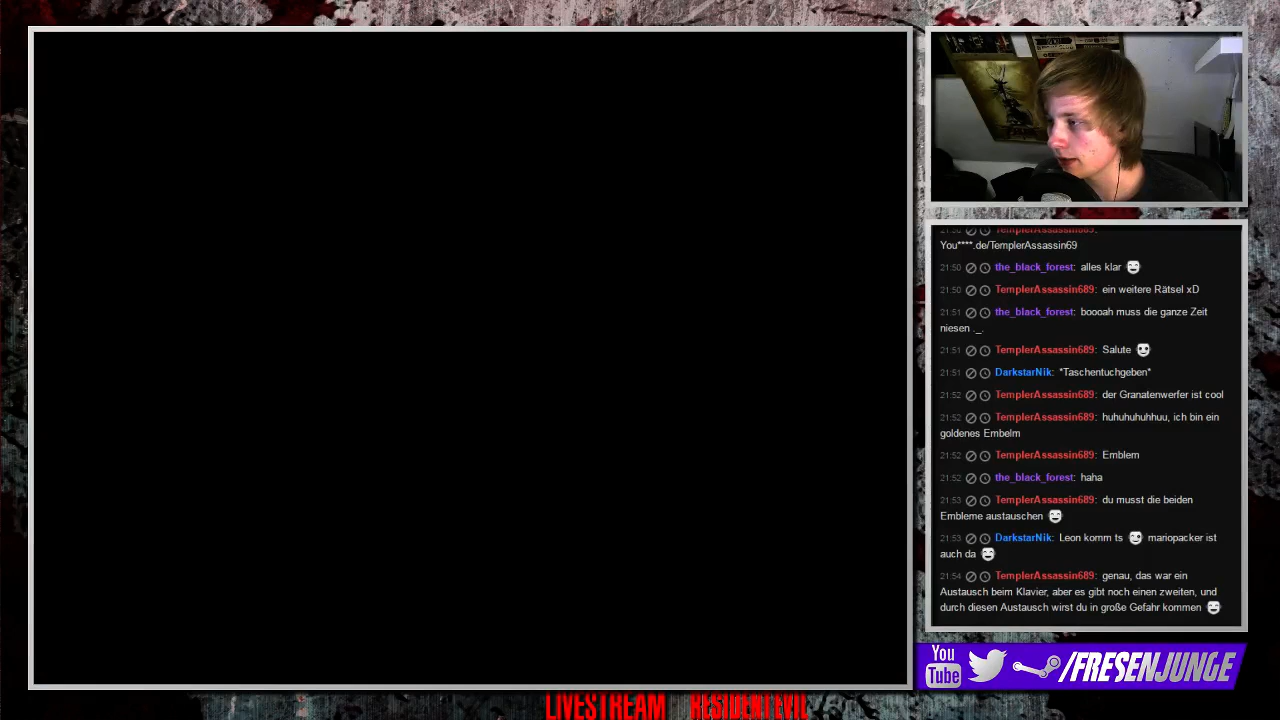 You****.de/TemplerAssassin69
21:50 the_black_forest: alles klar
21:50 TemplerAssassin689: ein weitere Rätsel xD
21:51 the_black_forest: boooah muss die ganze Zeit
niesen ._.
21:51 TemplerAssassin689: Salute
21:51 DarkstarNik: *Taschentuchgeben*
21:52 TemplerAssassin689: der Granatenwerfer ist cool
21:52 TemplerAssassin689: huhuhuhuhhuu, ich bin ein
goldenes Embelm
21:52 TemplerAssassin689: Emblem
21:52 the_black_forest: haha
21:53 TemplerAssassin689: du musst die beiden
Embleme austauschen
21:53 DarkstarNik: Leon komm ts mariopacker ist
auch da
21:54 TemplerAssassin689: genau, das war ein
Austausch beim Klavier, aber es gibt noch einen zweiten, und
durch diesen Austausch wirst du in große Gefahr kommen
You
Tube
/FRESENJUNGE
LIVESTREAM RESIDENT EVIL